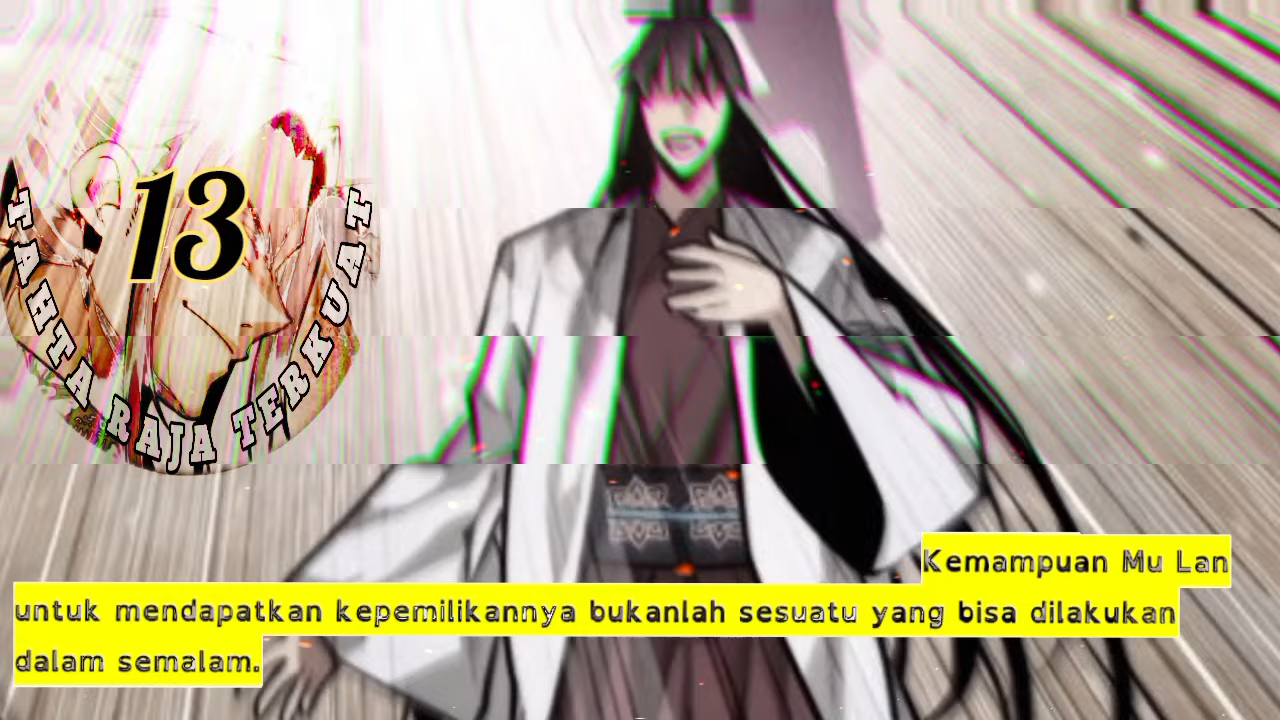 13
TAHTA RAJA TERKUAT
Kemampuan Mu Lan
untuk mendapatkan kepemilikannya bukanlah sesuatu yang bisa dilakukan
dalam semalam.